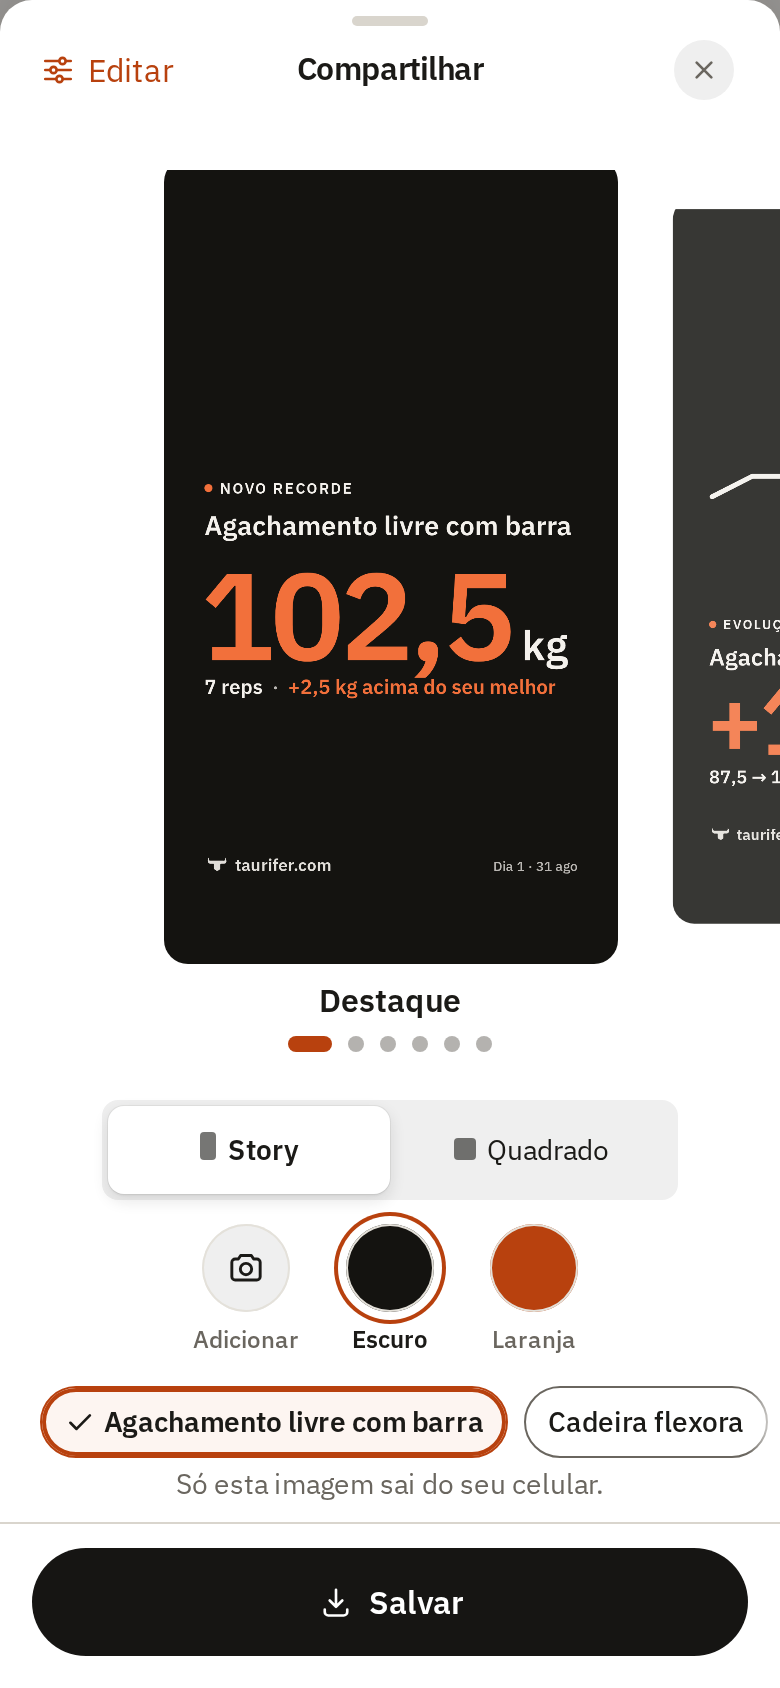 Editar
Compartilhar
NOVO RECORDE
Agachamento livre com barra
102,5 kg
7 reps · +2,5 kg acima do seu melhor
taurifer.com
Dia 1 · 31 ago
87,5 →
Destaque
Story
Quadrado
Adicionar
Escuro
Laranja
Agachamento livre com barra
Cadeira flexora
Só esta imagem sai do seu celular.
Salvar